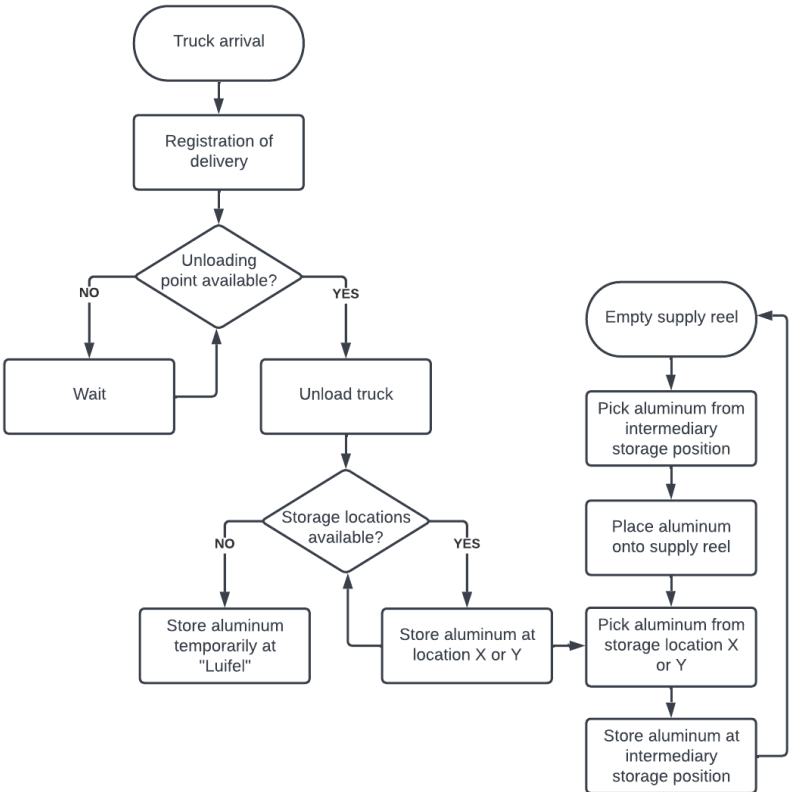 Truck arrival
Registration of
delivery
Unloading
point available?
NO
YES
Wait
Unload truck
Storage locations
available?
NO
YES
Store aluminum
temporarily at
"Luifel"
Store aluminum at
location X or Y
Empty supply reel
Pick aluminum from
intermediary
storage position
Place aluminum
onto supply reel
Pick aluminum from
storage location X
or Y
Store aluminum at
intermediary
storage position